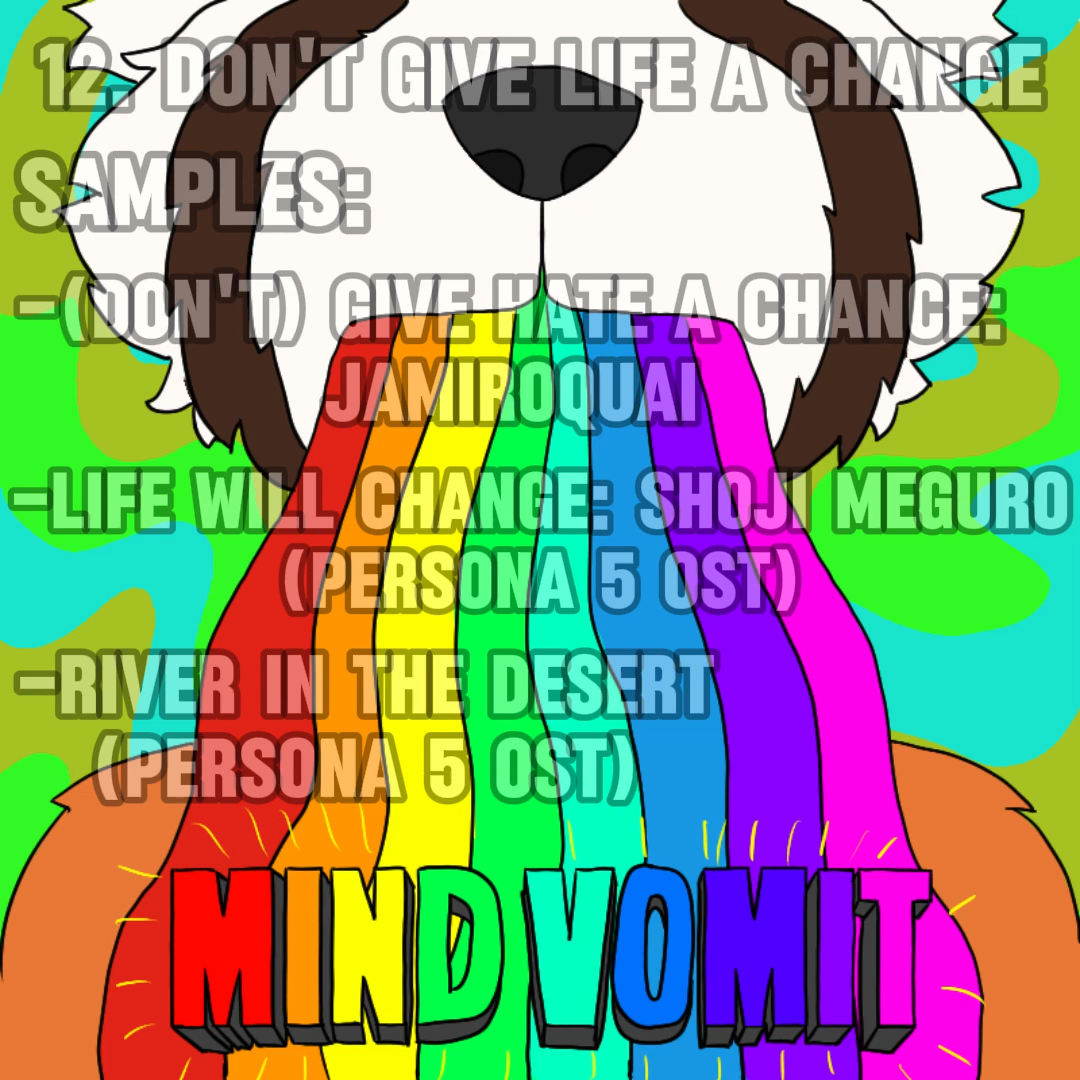 12. DON'T GIVE LIFE A CHANGE
SAMPLES:
-(DON'T) GIVE HATE A CHANCE:
JAMIROQUAI
-LIFE WILL CHANGE: SHOJI MEGURO
(PERSONA 5 OST)
-RIVER IN THE DESERT
(PERSONA 5 OST)
MIND VOMIT